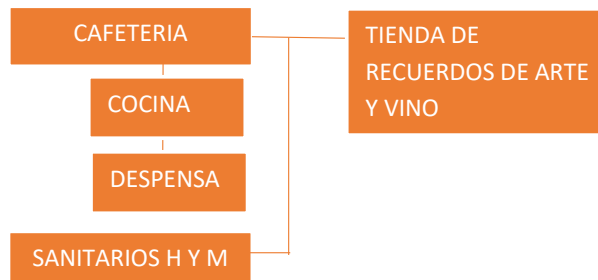 CAFETERIA
TIENDA DE
RECUERDOS DE ARTE
Y VINO
COCINA
DESPENSA
SANITARIOS H Y M